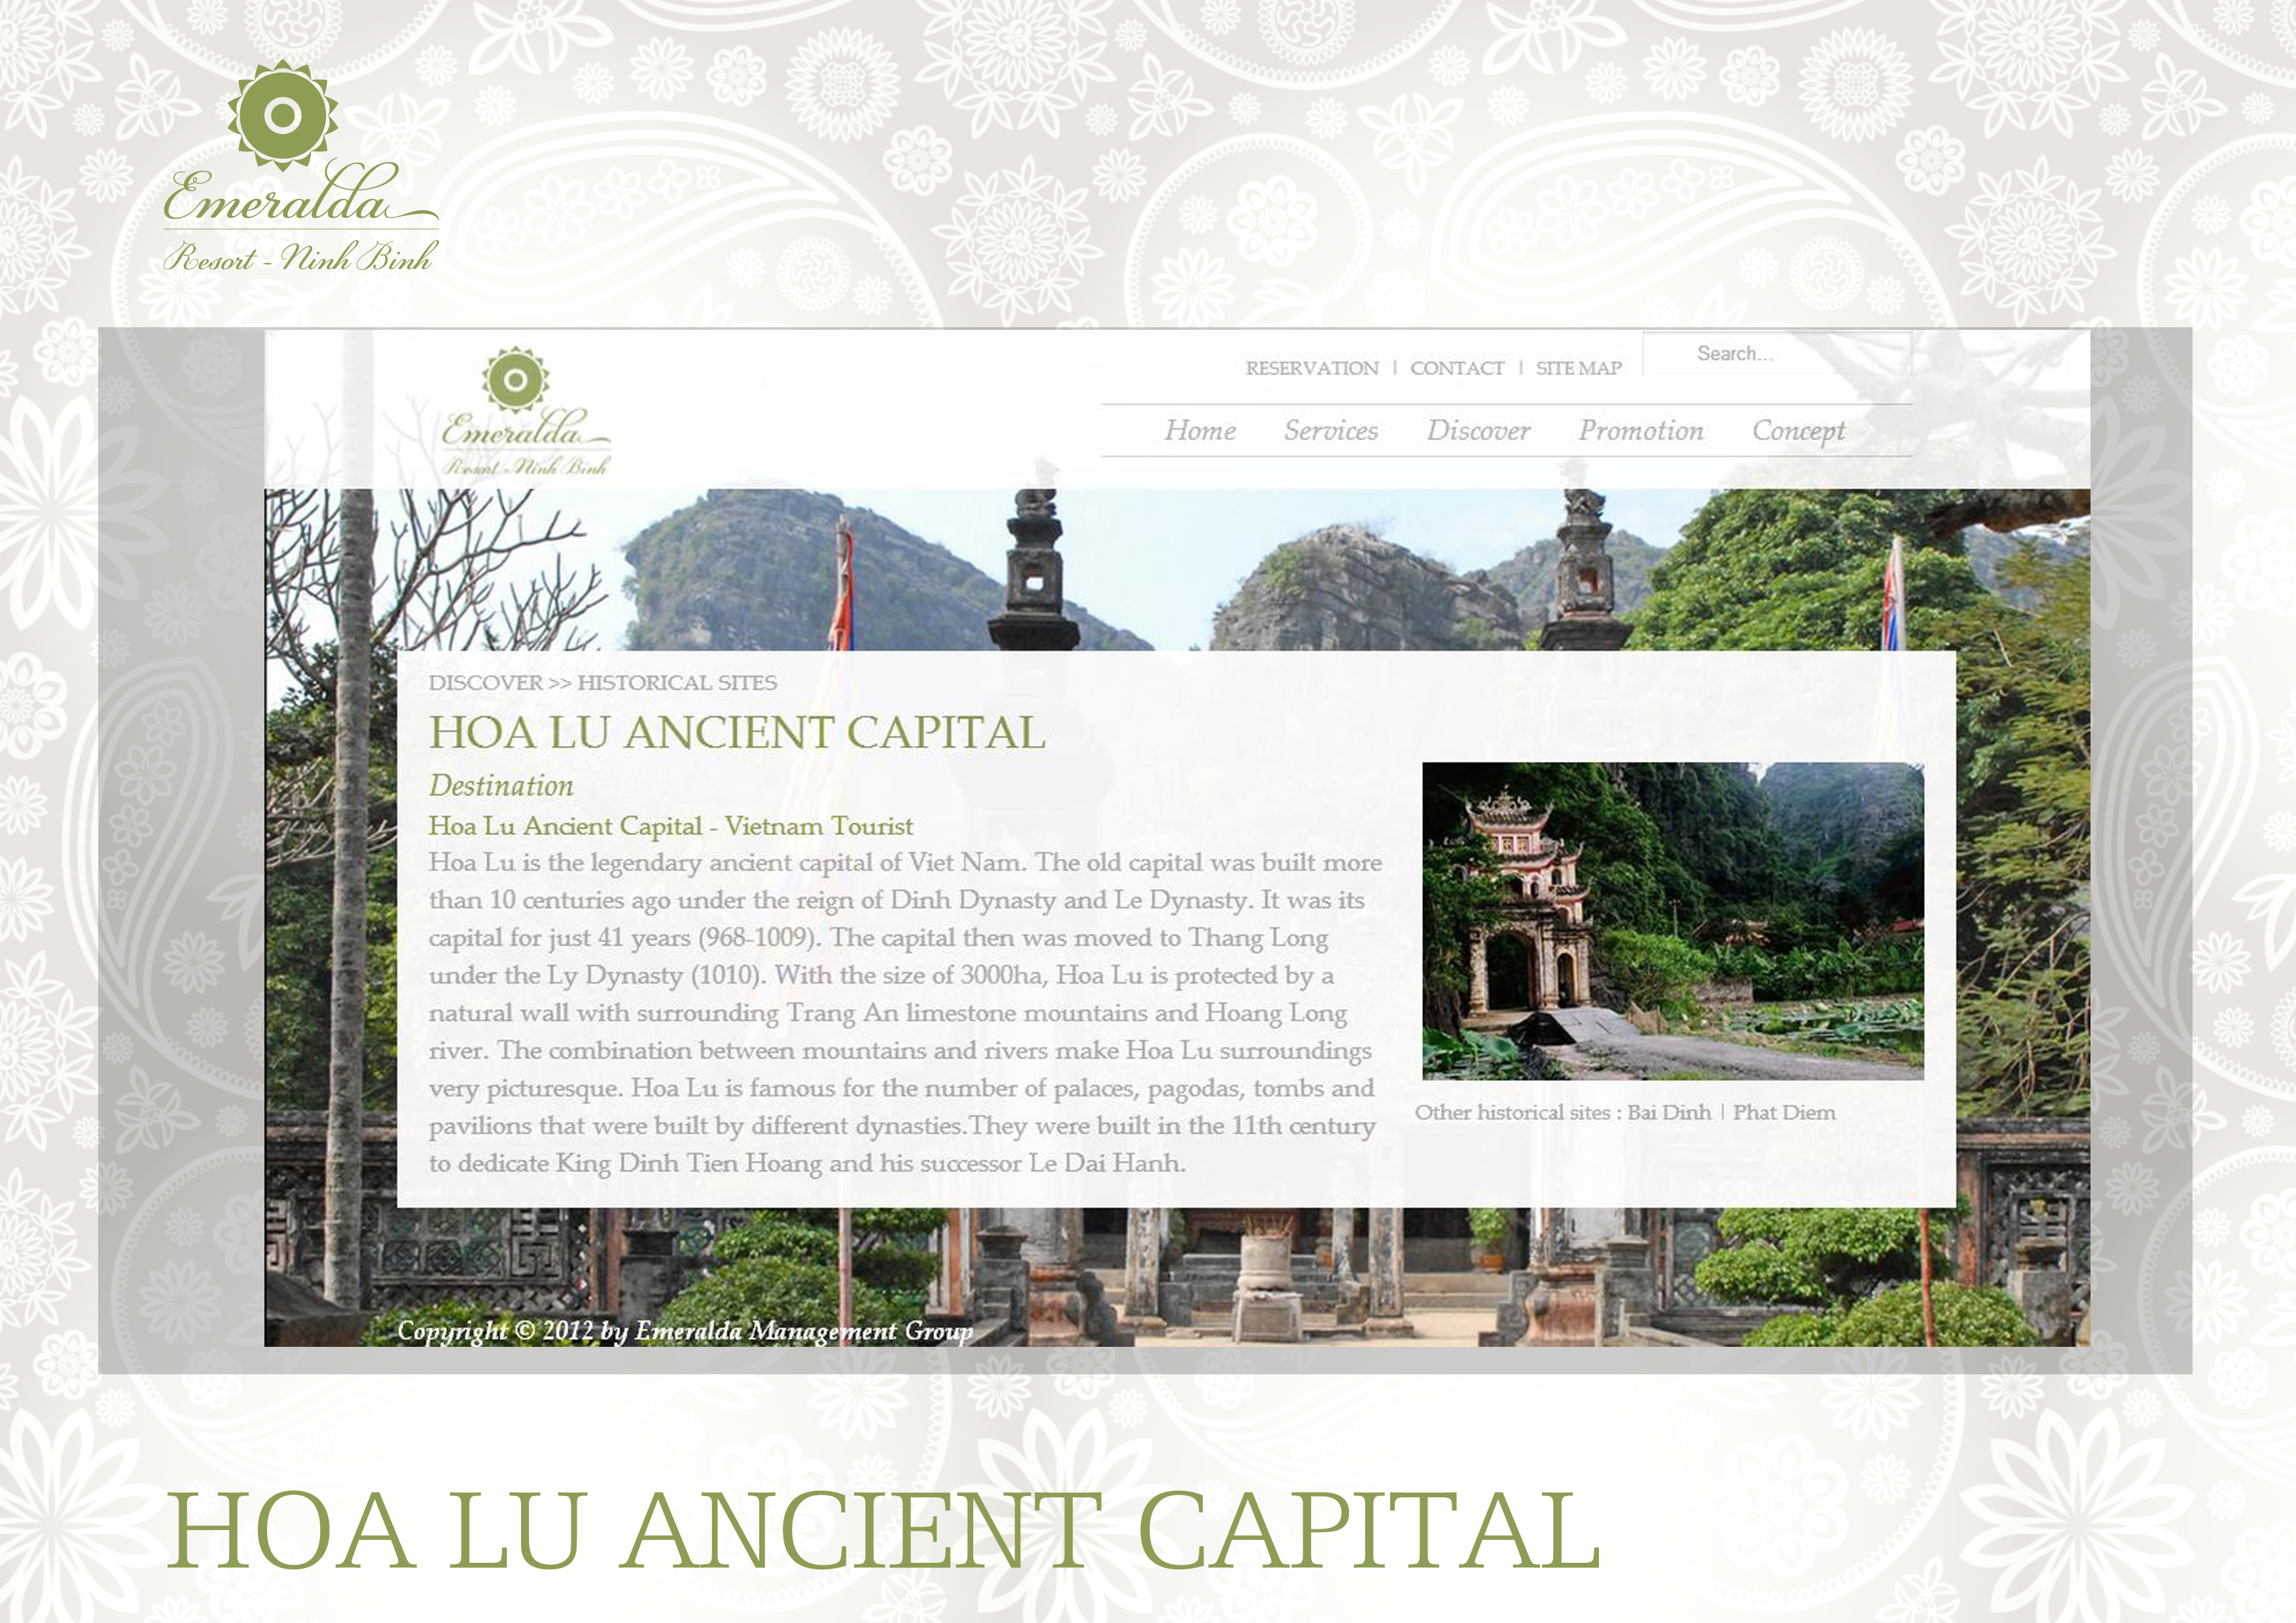 Emeralda
Resort - Ninh Binh
Emeralda
Resort - Ninh Binh
RESERVATION | CONTACT | SITE MAP
Search...
Home Services Discover Promotion Concept
DISCOVER >> HISTORICAL SITES
HOA LU ANCIENT CAPITAL
Destination
Hoa Lu Ancient Capital - Vietnam Tourist
Hoa Lu is the legendary ancient capital of Viet Nam. The old capital was built more
than 10 centuries ago under the reign of Dinh Dynasty and Le Dynasty. It was its
capital for just 41 years (968-1009). The capital then was moved to Thang Long
under the Ly Dynasty (1010). With the size of 3000ha, Hoa Lu is protected by a
natural wall with surrounding Trang An limestone mountains and Hoang Long
river. The combination between mountains and rivers make Hoa Lu surroundings
very picturesque. Hoa Lu is famous for the number of palaces, pagodas, tombs and
pavilions that were built by different dynasties.They were built in the 11th century
to dedicate King Dinh Tien Hoang and his successor Le Dai Hanh.
Other historical sites : Bai Dinh | Phat Diem
Copyright © 2012 by Emeralda Management Group
HOA LU ANCIENT CAPITAL